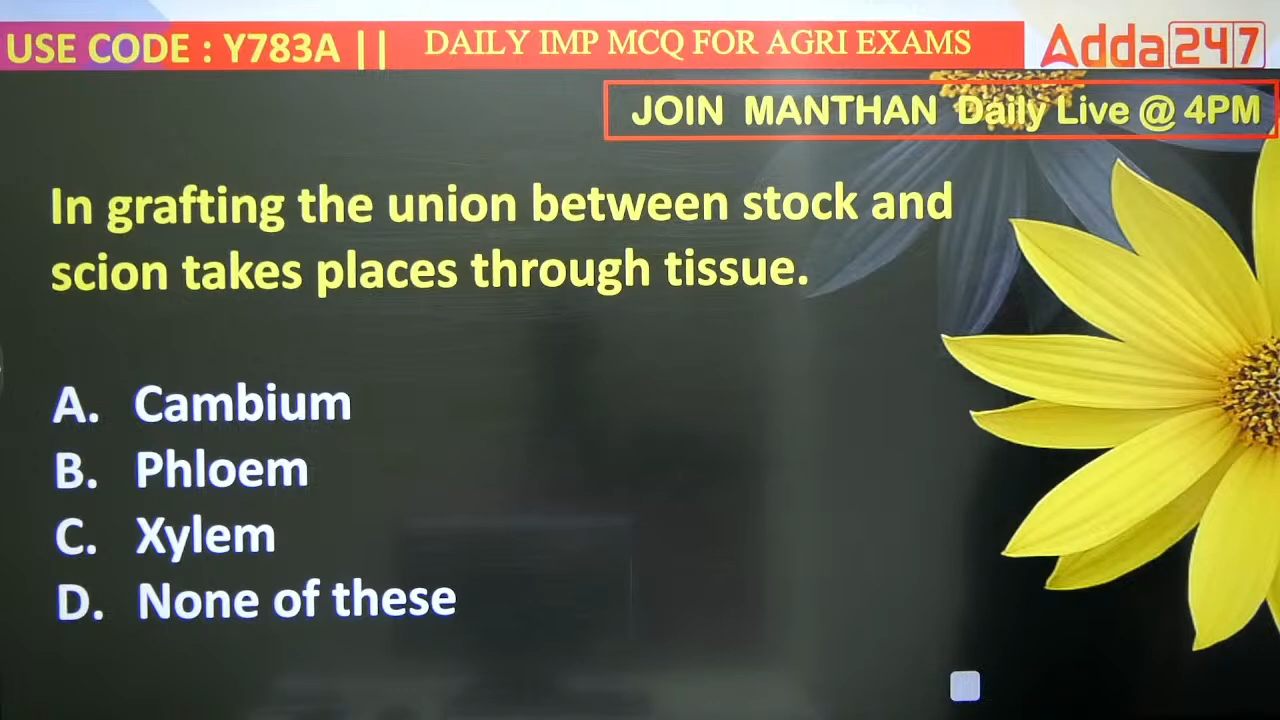 USE CODE : Y783A || DAILY IMP MCQ FOR AGRI EXAMS
Adda247
JOIN MANTHAN Daily Live @ 4PM
In grafting the union between stock and
scion takes places through tissue.
A. Cambium
B. Phloem
C. Xylem
D. None of these